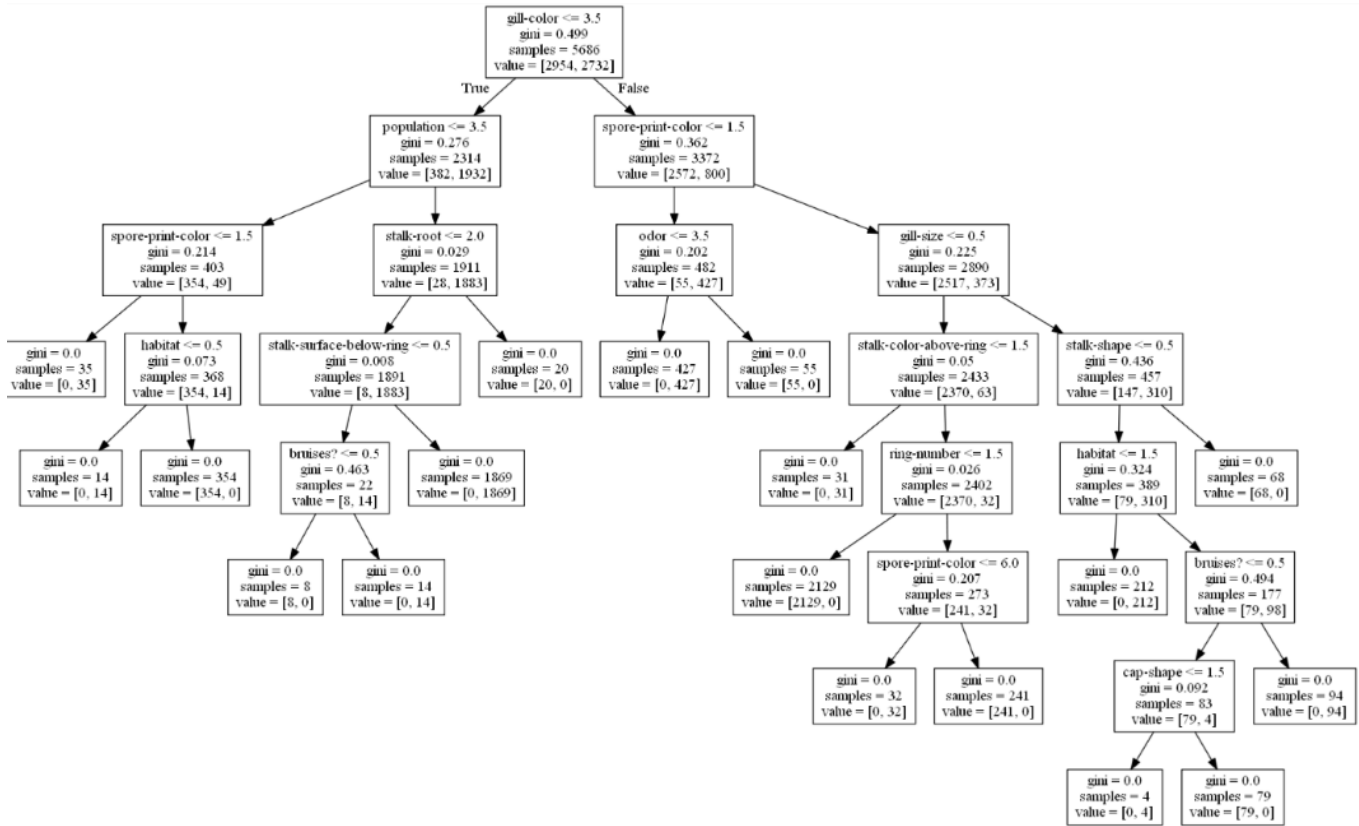 gill-color <= 3.5
gini = 0.499
samples = 5686
value = [2954, 2732]
True
False
population <= 3.5
gini = 0.276
samples = 2314
value = [382, 1932]
spore-print-color <= 1.5
gini = 0.362
samples = 3372
value = [2572, 800]
spore-print-color <= 1.5
gini = 0.214
samples = 403
value = [354, 49]
stalk-root <= 2.0
gini = 0.029
samples = 1911
value = [28, 1883]
odor <= 3.5
gini = 0.202
samples = 482
value = [55, 427]
gill-size <= 0.5
gini = 0.225
samples = 2890
value = [2517, 373]
gini = 0.0
samples = 35
value = [0, 35]
habitat <= 0.5
gini = 0.073
samples = 368
value = [354, 14]
stalk-surface-below-ring <= 0.5
gini = 0.008
samples = 1891
value = [8, 1883]
gini = 0.0
samples = 20
value = [20, 0]
gini = 0.0
samples = 427
value = [0, 427]
gini = 0.0
samples = 55
value = [55, 0]
stalk-color-above-ring <= 1.5
gini = 0.05
samples = 2433
value = [2370, 63]
stalk-shape <= 0.5
gini = 0.436
samples = 457
value = [147, 310]
gini = 0.0
samples = 14
value = [0, 14]
gini = 0.0
samples = 354
value = [354, 0]
bruises? <= 0.5
gini = 0.463
samples = 22
value = [8, 14]
gini = 0.0
samples = 1869
value = [0, 1869]
gini = 0.0
samples = 31
value = [0, 31]
ring-number <= 1.5
gini = 0.026
samples = 2402
value = [2370, 32]
habitat <= 1.5
gini = 0.324
samples = 389
value = [79, 310]
gini = 0.0
samples = 68
value = [68, 0]
gini = 0.0
samples = 8
value = [8, 0]
gini = 0.0
samples = 14
value = [0, 14]
gini = 0.0
samples = 2129
value = [2129, 0]
spore-print-color <= 6.0
gini = 0.207
samples = 273
value = [241, 32]
gini = 0.0
samples = 212
value = [0, 212]
bruises? <= 0.5
gini = 0.494
samples = 177
value = [79, 98]
gini = 0.0
samples = 32
value = [0, 32]
gini = 0.0
samples = 241
value = [241, 0]
cap-shape <= 1.5
gini = 0.092
samples = 83
value = [79, 4]
gini = 0.0
samples = 94
value = [0, 94]
gini = 0.0
samples = 4
value = [0, 4]
gini = 0.0
samples = 79
value = [79, 0]